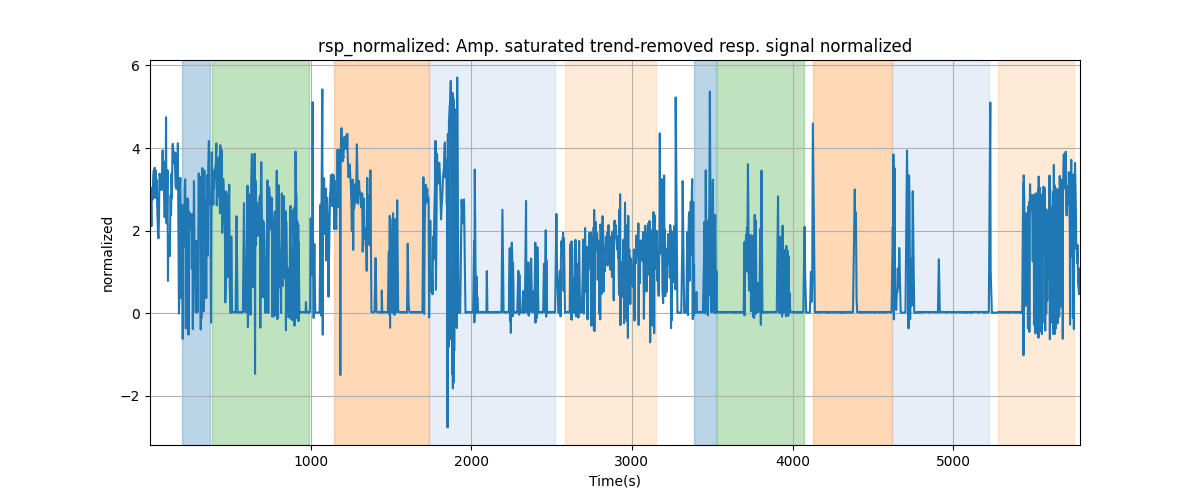 rsp_normalized: Amp. saturated trend-removed resp. signal normalized
6
4
2
0
−2
normalized
1000 2000 3000 4000 5000
Time(s)